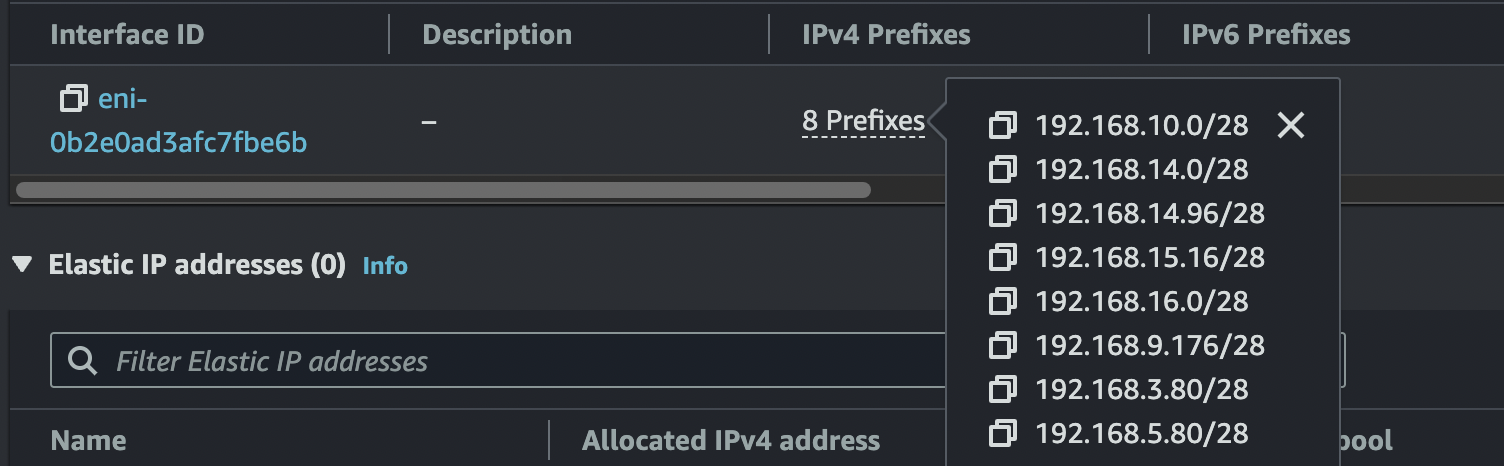 Interface ID Description IPv4 Prefixes IPv6 Prefixes
eni-
0b2e0ad3afc7fbe6b
–
8 Prefixes
192.168.10.0/28
192.168.14.0/28
192.168.14.96/28
192.168.15.16/28
192.168.16.0/28
192.168.9.176/28
192.168.3.80/28
192.168.5.80/28
Elastic IP addresses (0) Info
Filter Elastic IP addresses
Name Allocated IPv4 address pool